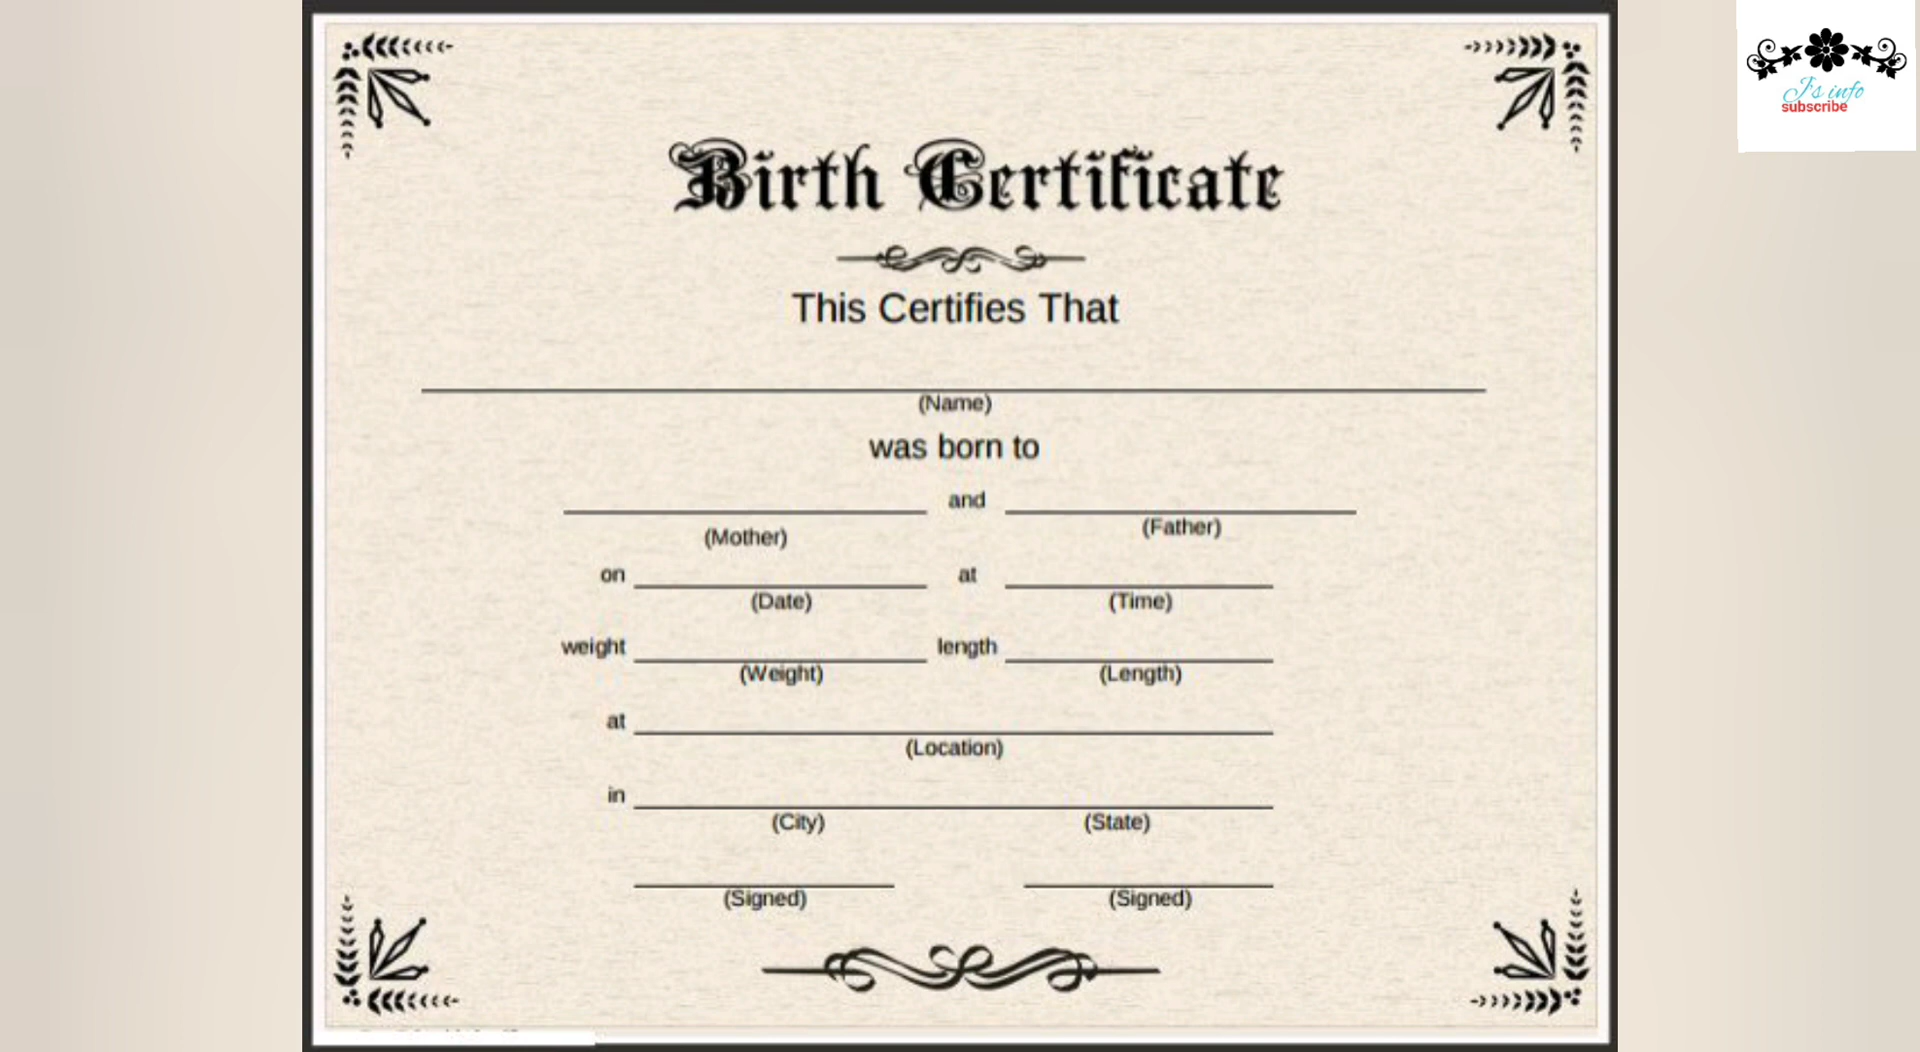 Birth Certificate
This Certifies That
(Name)
was born to
and
(Mother) (Father)
on at
(Date) (Time)
weight length
(Weight) (Length)
at
(Location)
in
(City) (State)
(Signed) (Signed)
J's info
subscribe